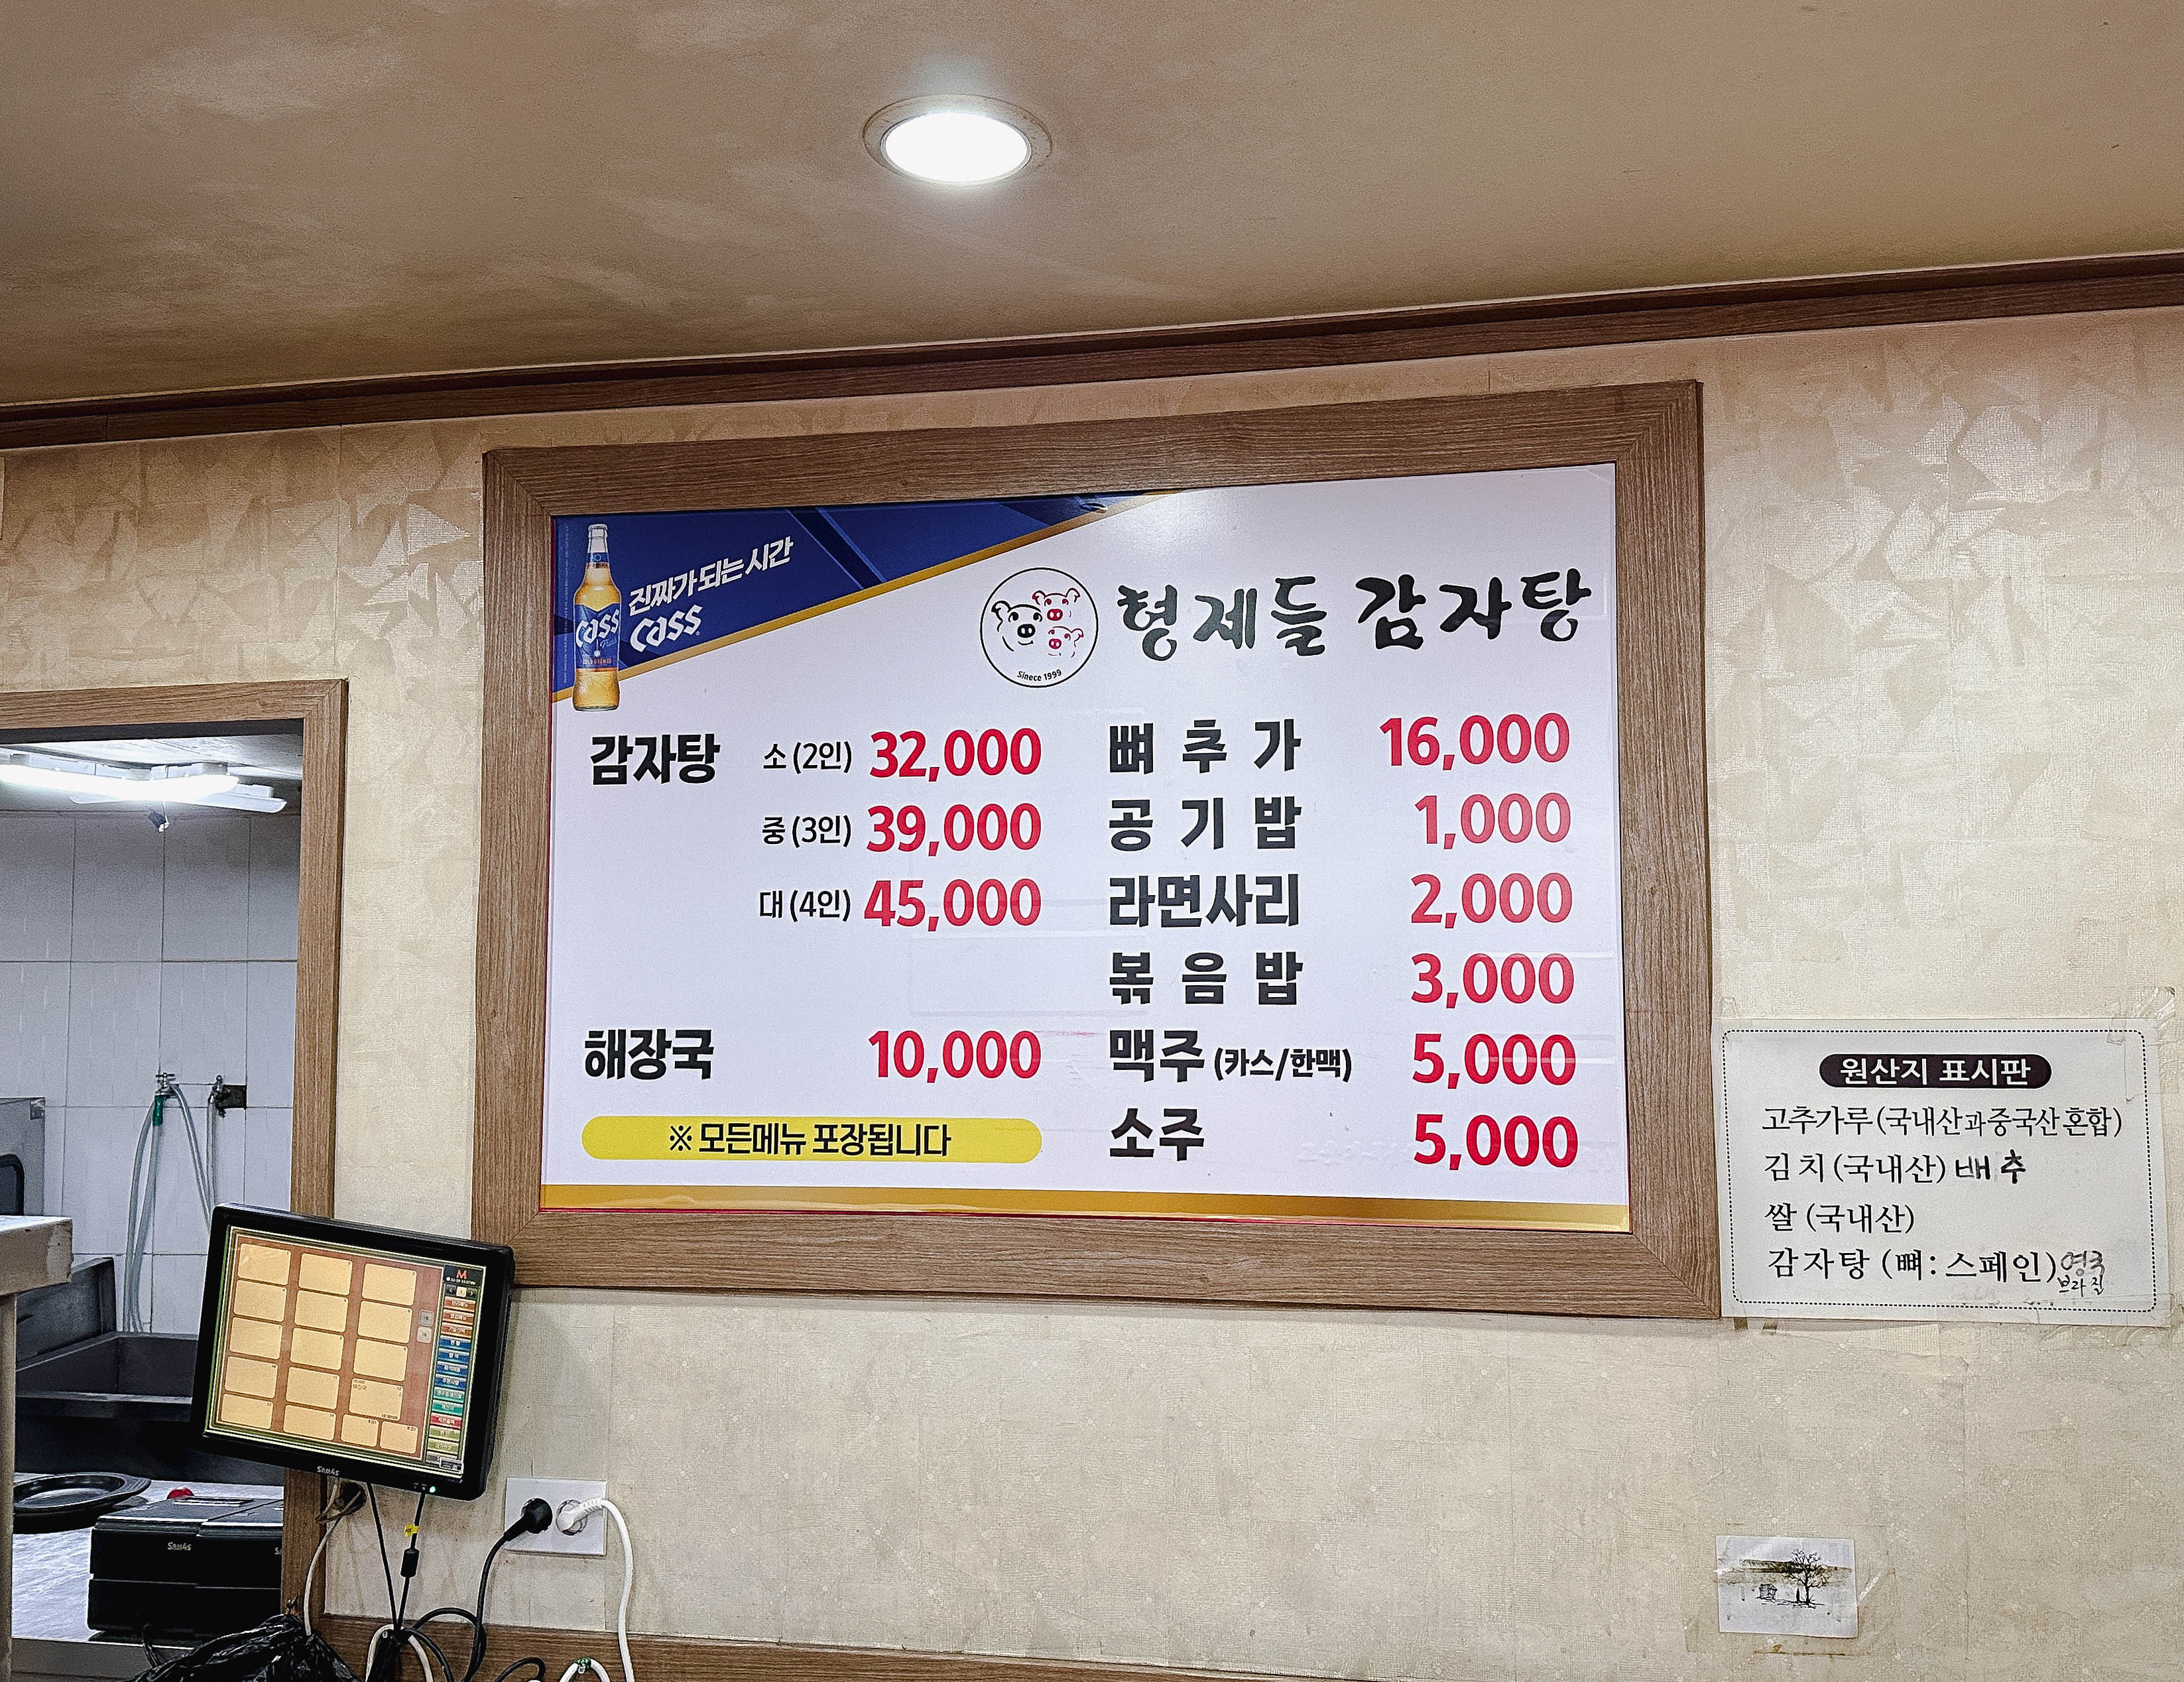 진짜가 되는 시간
Cass
Cass
Fresh
Sinece 1999
형제들 감자탕
감자탕 소 (2인) 32,000
중 (3인) 39,000
대 (4인) 45,000
해장국 10,000
※ 모든메뉴 포장됩니다
뼈추가 16,000
공기밥 1,000
라면사리 2,000
볶음밥 3,000
맥주 (카스/한맥) 5,000
소주 5,000
원산지 표시판
고추가루 (국내산과중국산 혼합)
김치 (국내산) 배추
쌀 (국내산)
감자탕 (뼈: 스페인) 영국
브라질
SAM4S
SAM4S